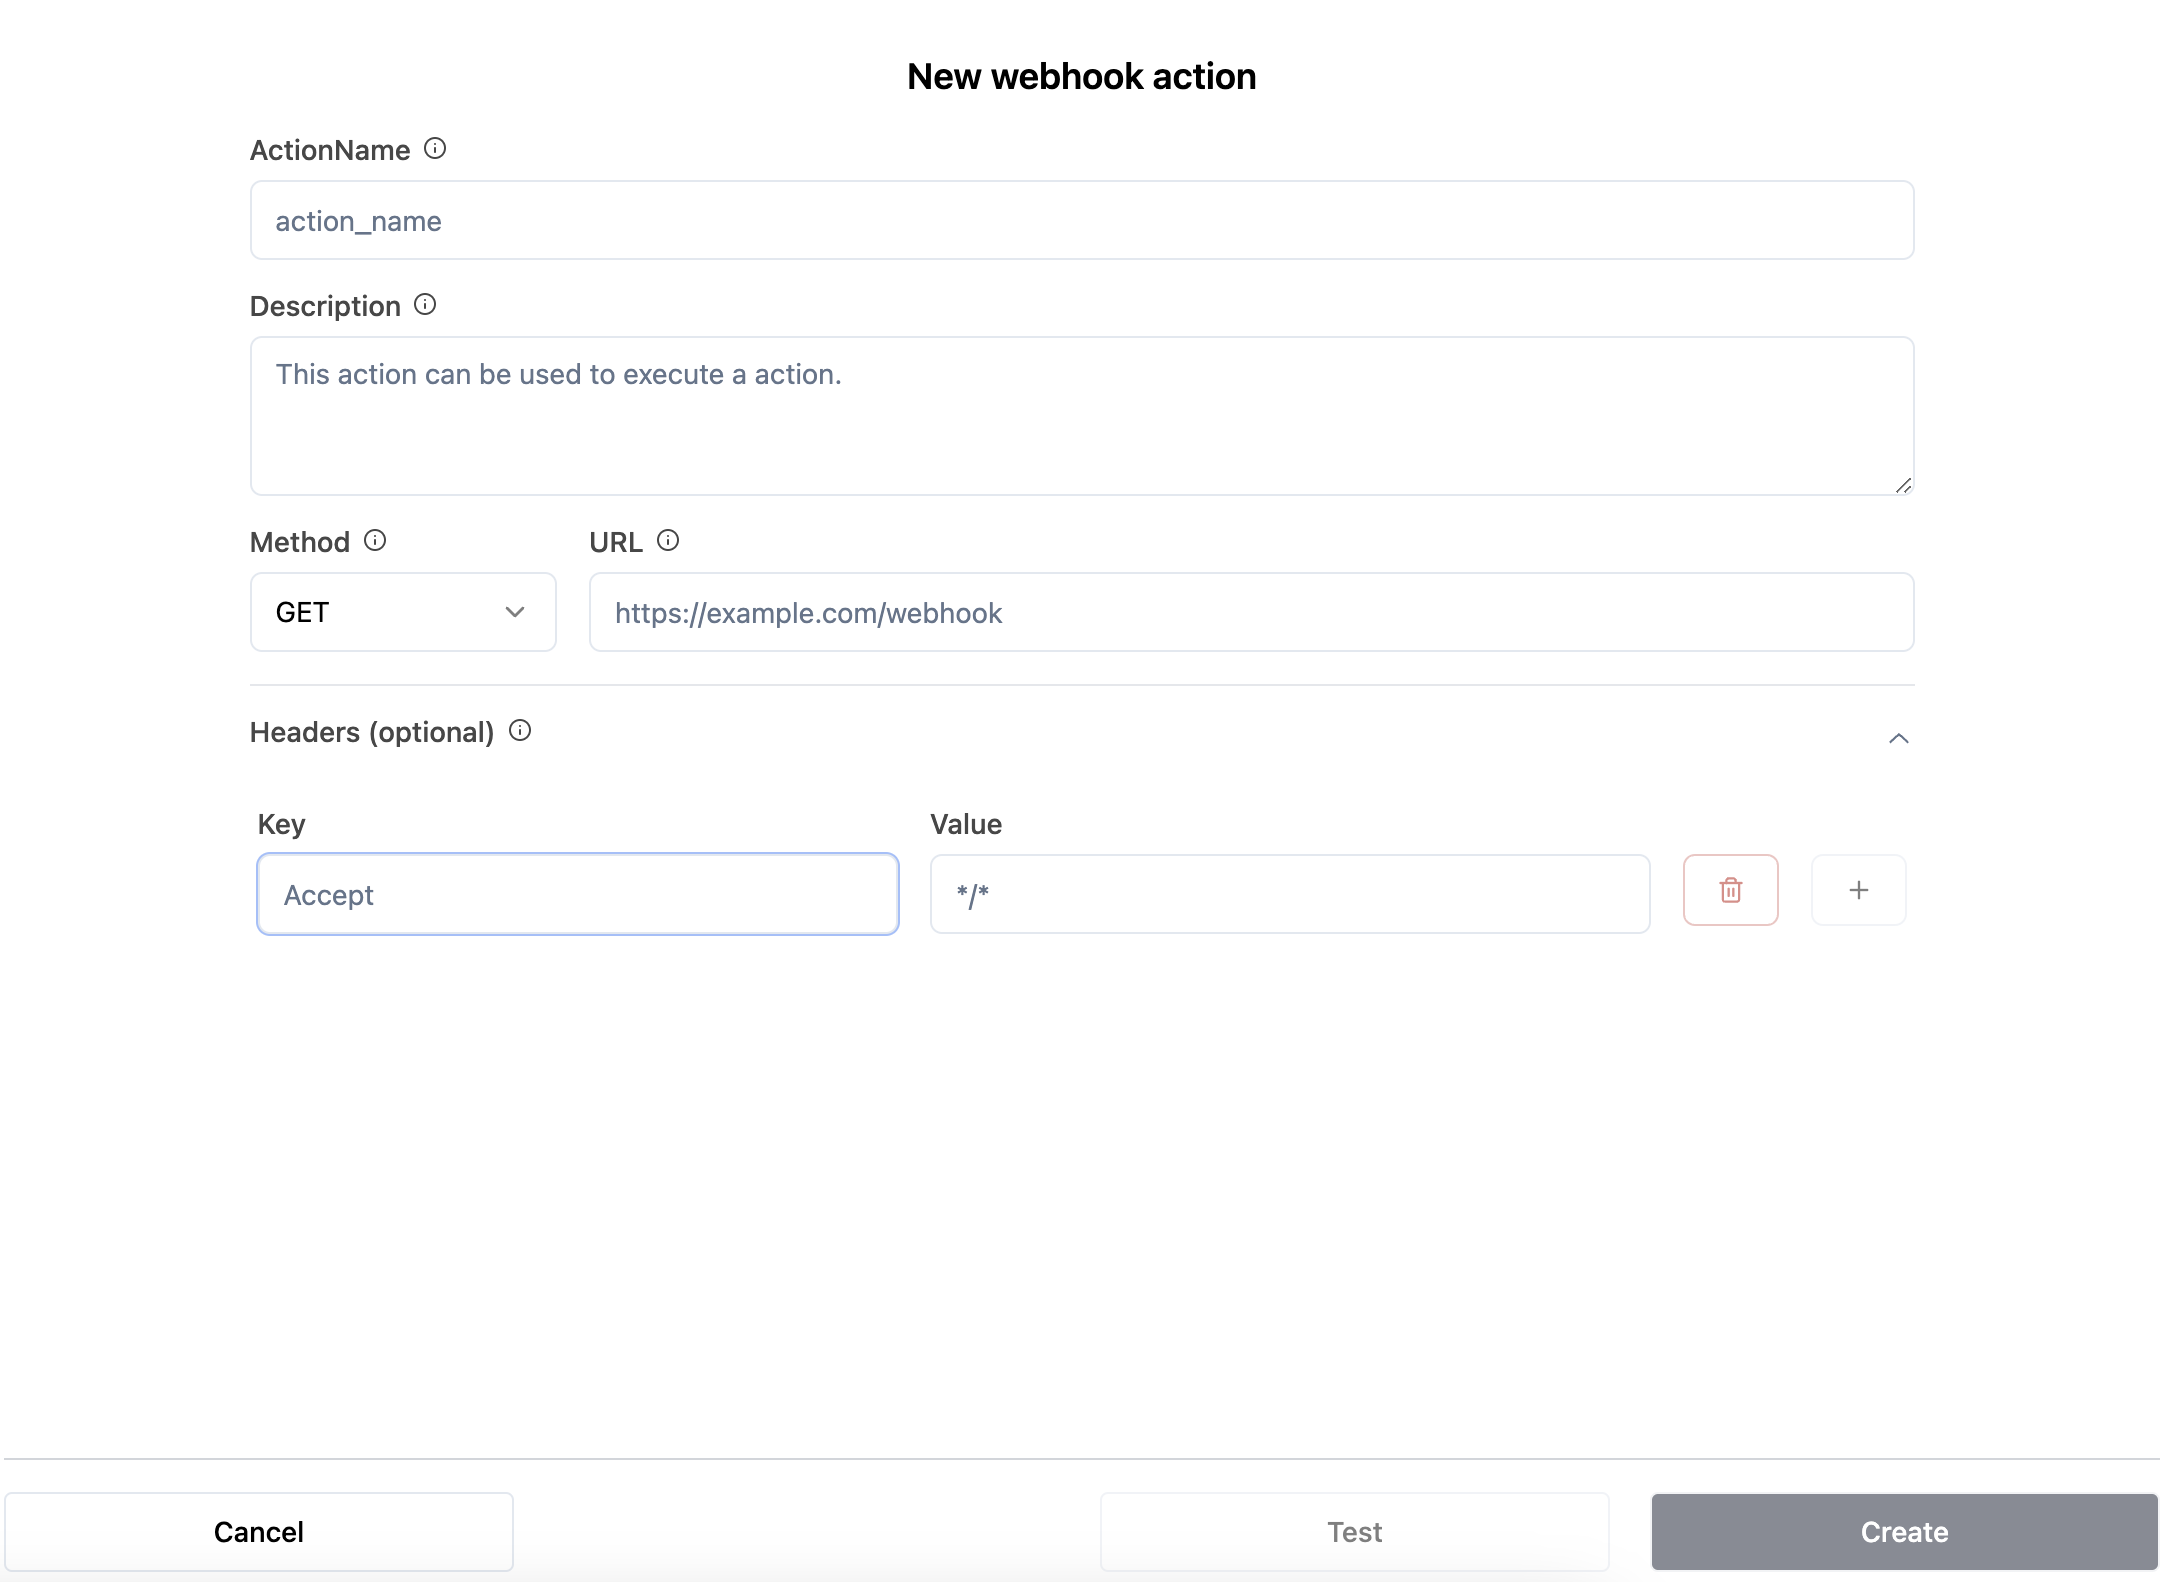 New webhook action
ActionName
action_name
Description
This action can be used to execute a action.
Method
URL
GET
https://example.com/webhook
Headers (optional)
Key
Value
Accept
*/*
Cancel
Test
Create